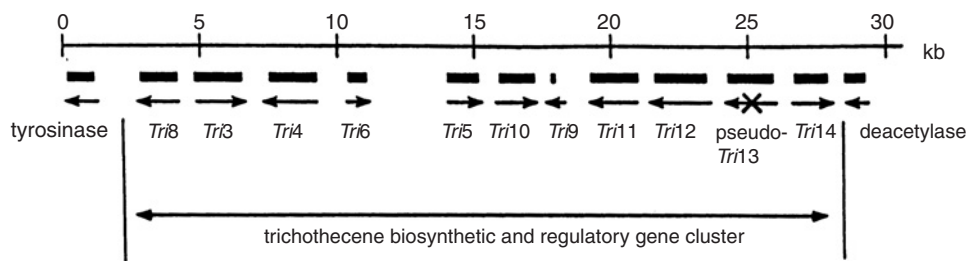 0 5 10 15 20 25 30
kb
tyrosinase Tri8 Tri3 Tri4 Tri6 Tri5 Tri10 Tri9 Tri11 Tri12 pseudo- Tri14 deacetylase
Tri13
trichothecene biosynthetic and regulatory gene cluster